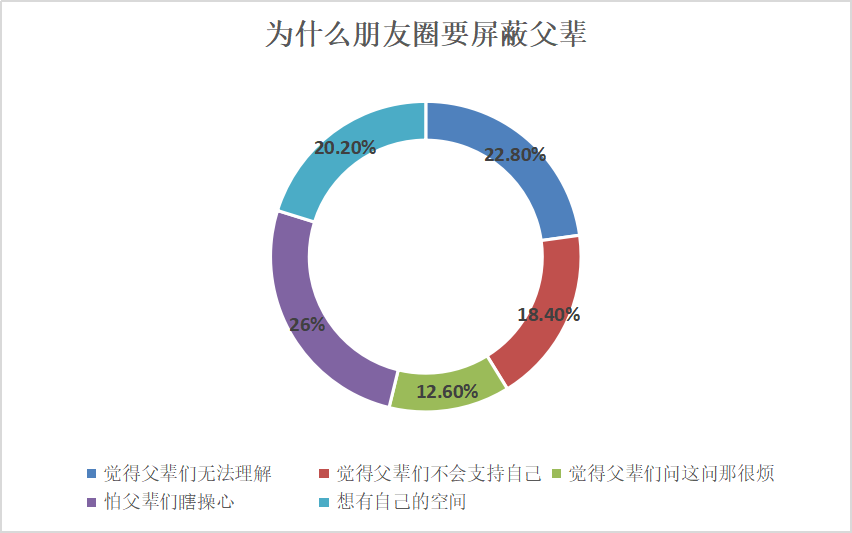 为什么朋友圈要屏蔽父辈
20.20%
22.80%
18.40%
26%
12.60%
觉得父辈们无法理解
觉得父辈们不会支持自己
觉得父辈们问这问那很烦
怕父辈们瞎操心
想有自己的空间